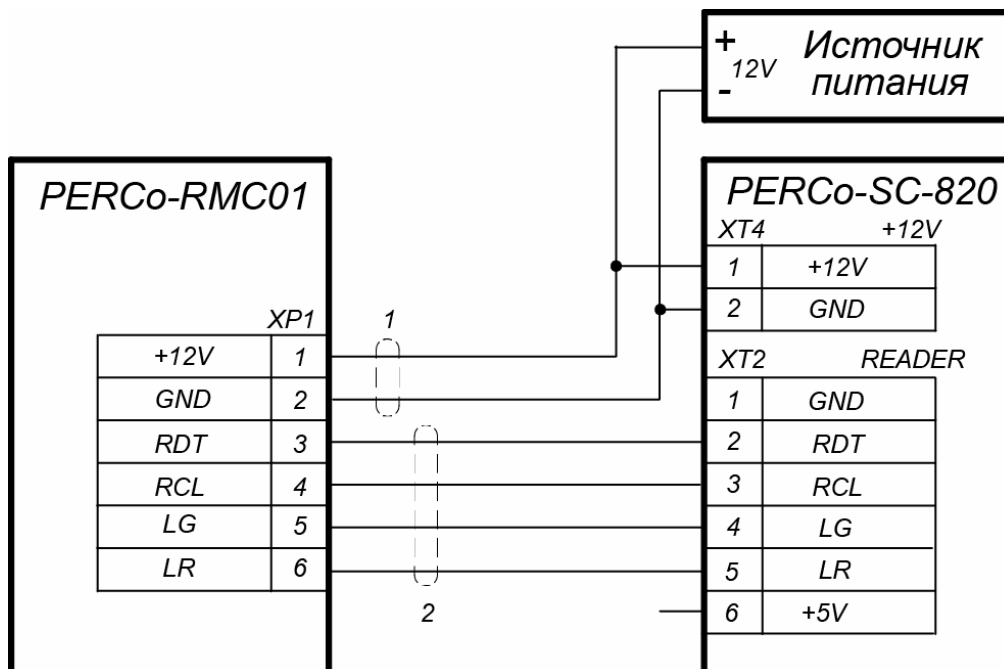 + Источник
12V
- питания
PERCo-RMC01
XP1
+12V 1
GND 2
RDT 3
RCL 4
LG 5
LR 6
1
2
PERCo-SC-820
XT4 +12V
1 +12V
2 GND
XT2 READER
1 GND
2 RDT
3 RCL
4 LG
5 LR
6 +5V